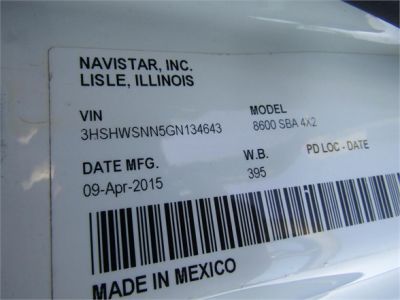 NAVISTAR, INC.
LISLE, ILLINOIS
VIN MODEL
3HSHWSNN5GN134643 8600 SBA 4X2
DATE MFG. W.B. PD LOC - DATE
09-Apr-2015 395
MADE IN MEXICO